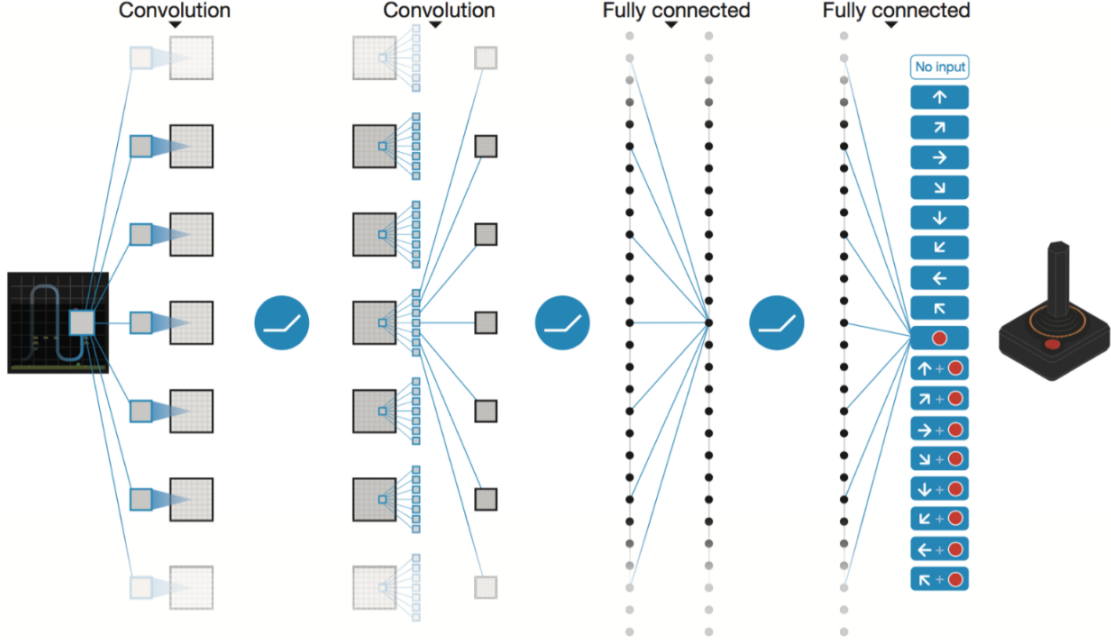 Convolution
Convolution
Fully connected
Fully connected
No input
+
+
+
+
+
+
+
+